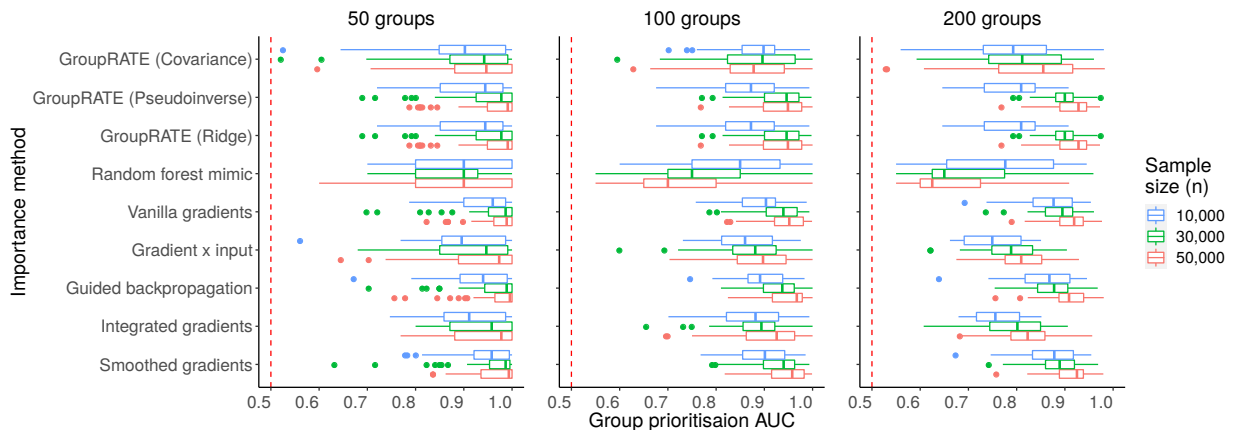 50 groups
100 groups
200 groups
Importance method
GroupRATE (Covariance)
GroupRATE (Pseudoinverse)
GroupRATE (Ridge)
Random forest mimic
Vanilla gradients
Gradient x input
Guided backpropagation
Integrated gradients
Smoothed gradients
0.5 0.6 0.7 0.8 0.9 1.0
0.5 0.6 0.7 0.8 0.9 1.0
0.5 0.6 0.7 0.8 0.9 1.0
Group prioritisaion AUC
Sample
size (n)
10,000
30,000
50,000